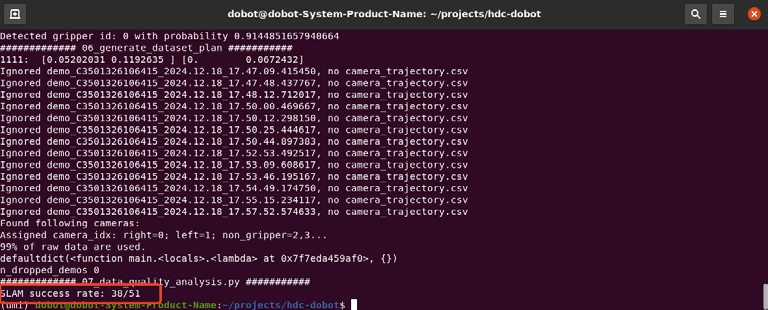 dobot@dobot-System-Product-Name: ~/projects/hdc-dobot
Detected gripper id: 0 with probability 0.9144851657940664
############# 06_generate_dataset_plan ###########
1111:  [0.05202031 0.1192635 ] [0.        0.0672432]
Ignored demo_C3501326106415_2024.12.18_17.47.09.415450, no camera_trajectory.csv
Ignored demo_C3501326106415_2024.12.18_17.47.48.437767, no camera_trajectory.csv
Ignored demo_C3501326106415_2024.12.18_17.48.12.712017, no camera_trajectory.csv
Ignored demo_C3501326106415_2024.12.18_17.50.00.469667, no camera_trajectory.csv
Ignored demo_C3501326106415_2024.12.18_17.50.12.298150, no camera_trajectory.csv
Ignored demo_C3501326106415_2024.12.18_17.50.25.444617, no camera_trajectory.csv
Ignored demo_C3501326106415_2024.12.18_17.50.44.897383, no camera_trajectory.csv
Ignored demo_C3501326106415_2024.12.18_17.52.53.492517, no camera_trajectory.csv
Ignored demo_C3501326106415_2024.12.18_17.53.09.608617, no camera_trajectory.csv
Ignored demo_C3501326106415_2024.12.18_17.53.46.195167, no camera_trajectory.csv
Ignored demo_C3501326106415_2024.12.18_17.54.49.174750, no camera_trajectory.csv
Ignored demo_C3501326106415_2024.12.18_17.55.15.234117, no camera_trajectory.csv
Ignored demo_C3501326106415_2024.12.18_17.57.52.574633, no camera_trajectory.csv
Found following cameras:
Assigned camera_idx: right=0; left=1; non_gripper=2,3...
99% of raw data are used.
defaultdict(<function main.<locals>.<lambda> at 0x7f7eda459af0>, {})
n_dropped_demos 0
############# 07_data_quality_analysis.py ###########
SLAM success rate: 38/51
(umi) dobot@dobot-System-Product-Name:~/projects/hdc-dobot$